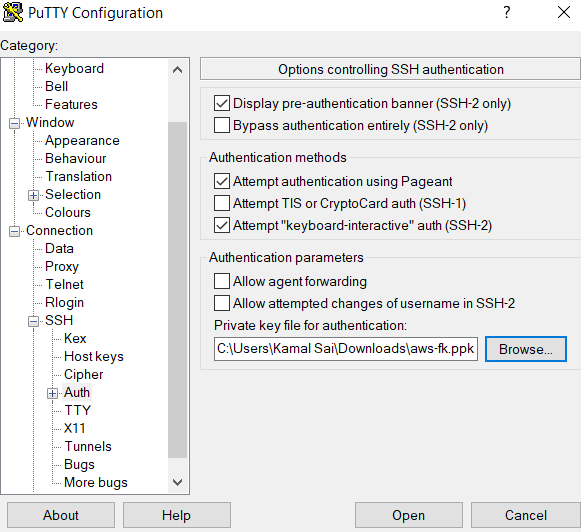 PuTTY Configuration
?
Category:
Keyboard
Bell
Features
Window
Appearance
Behaviour
Translation
Selection
Colours
Connection
Data
Proxy
Telnet
Rlogin
SSH
Kex
Host keys
Cipher
Auth
TTY
X11
Tunnels
Bugs
More bugs
Options controlling SSH authentication
Display pre-authentication banner (SSH-2 only)
Bypass authentication entirely (SSH-2 only)
Authentication methods
Attempt authentication using Pageant
Attempt TIS or CryptoCard auth (SSH-1)
Attempt "keyboard-interactive" auth (SSH-2)
Authentication parameters
Allow agent forwarding
Allow attempted changes of username in SSH-2
Private key file for authentication:
C:\Users\Kamal Sai\Downloads\aws-fk.ppk
Browse...
About
Help
Open
Cancel